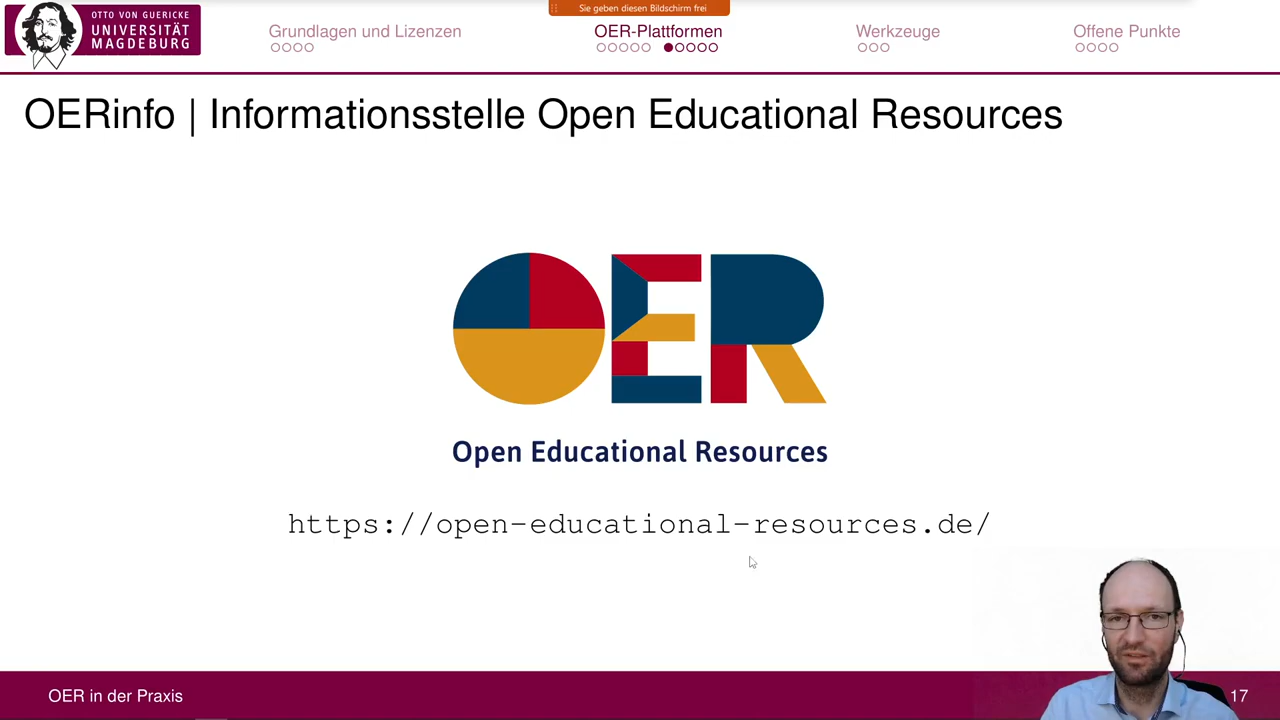 OTTO VON GUERICKE
UNIVERSITÄT
MAGDEBURG
Sie geben diesen Bildschirm frei
Grundlagen und Lizenzen
OER-Plattformen
Werkzeuge
Offene Punkte
OERinfo | Informationsstelle Open Educational Resources
OER
Open Educational Resources
https://open-educational-resources.de/
OER in der Praxis
17